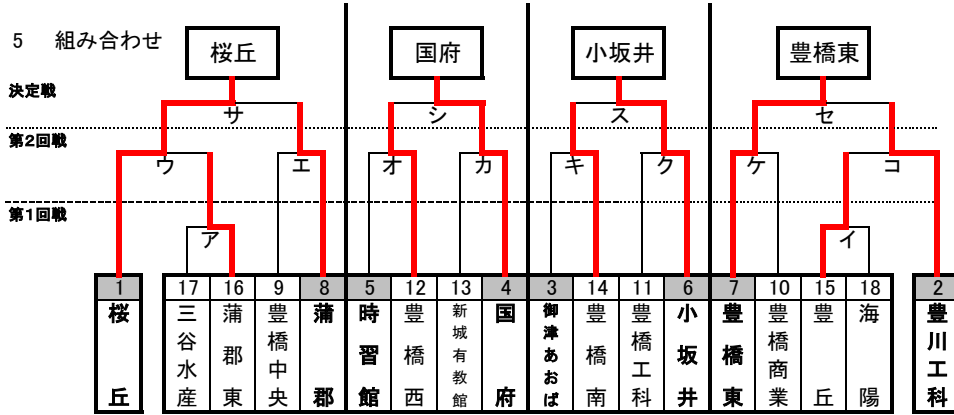 5 組み合わせ
桜丘 国府 小坂井 豊橋東
決定戦
サ シ ス セ
第2回戦
ウ エ オ カ キ ク ケ コ
第1回戦
ア イ
1 17 16 9 8 5 12 13 4 3 14 11 6 7 10 15 18 2
桜丘
三谷水産
蒲郡東
豊橋中央
蒲郡
時習館
豊橋西
新城有教館
国府
御津あおば
豊橋南
豊橋工科
小坂井
豊橋東
豊橋商業
豊丘
海陽
豊川工科